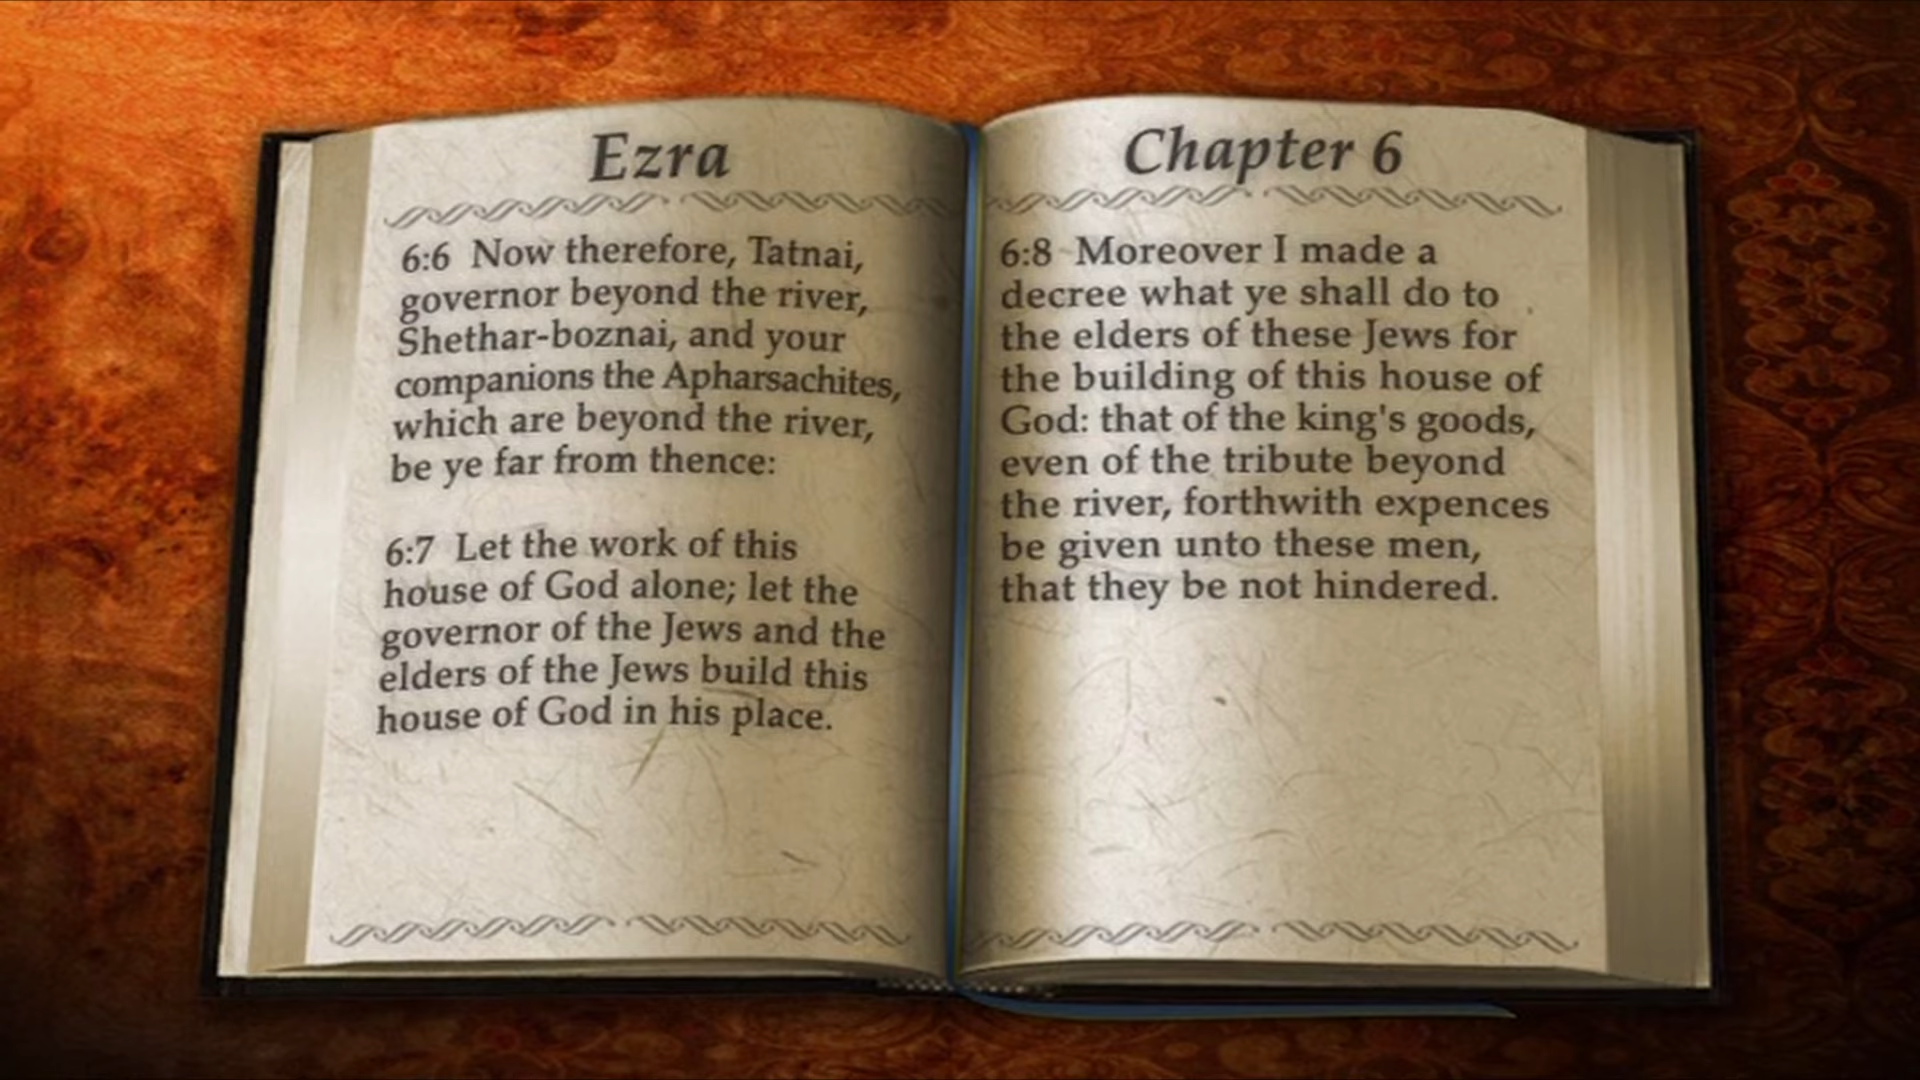 Ezra
6:6 Now therefore, Tatnai,
governor beyond the river,
Shethar-boznai, and your
companions the Apharsachites,
which are beyond the river,
be ye far from thence:
6:7 Let the work of this
house of God alone; let the
governor of the Jews and the
elders of the Jews build this
house of God in his place.
Chapter 6
6:8 Moreover I made a
decree what ye shall do to
the elders of these Jews for
the building of this house of
God: that of the king's goods,
even of the tribute beyond
the river, forthwith expences
be given unto these men,
that they be not hindered.